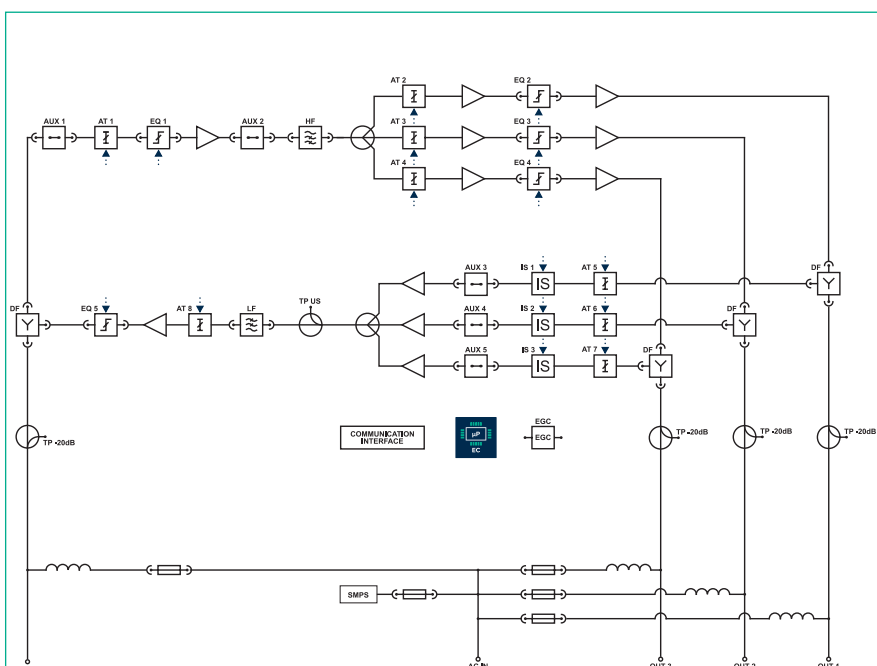 AT 2
EQ 2
AUX 1
AT 1
EQ 1
AUX 2
HF
AT 3
EQ 3
AT 4
EQ 4
AUX 3
IS 1
AT 5
DF
IS
TP US
DF
EQ 5
AT 8
LF
AUX 4
IS 2
AT 6
DF
IS
AUX 5
IS 3
AT 7
DF
IS
TP -20dB
COMMUNICATION
INTERFACE
µP
EC
EGC
EGC
TP -20dB
TP -20dB
TP -20dB
SMPS
AC IN
OUT 3
OUT 2
OUT 1